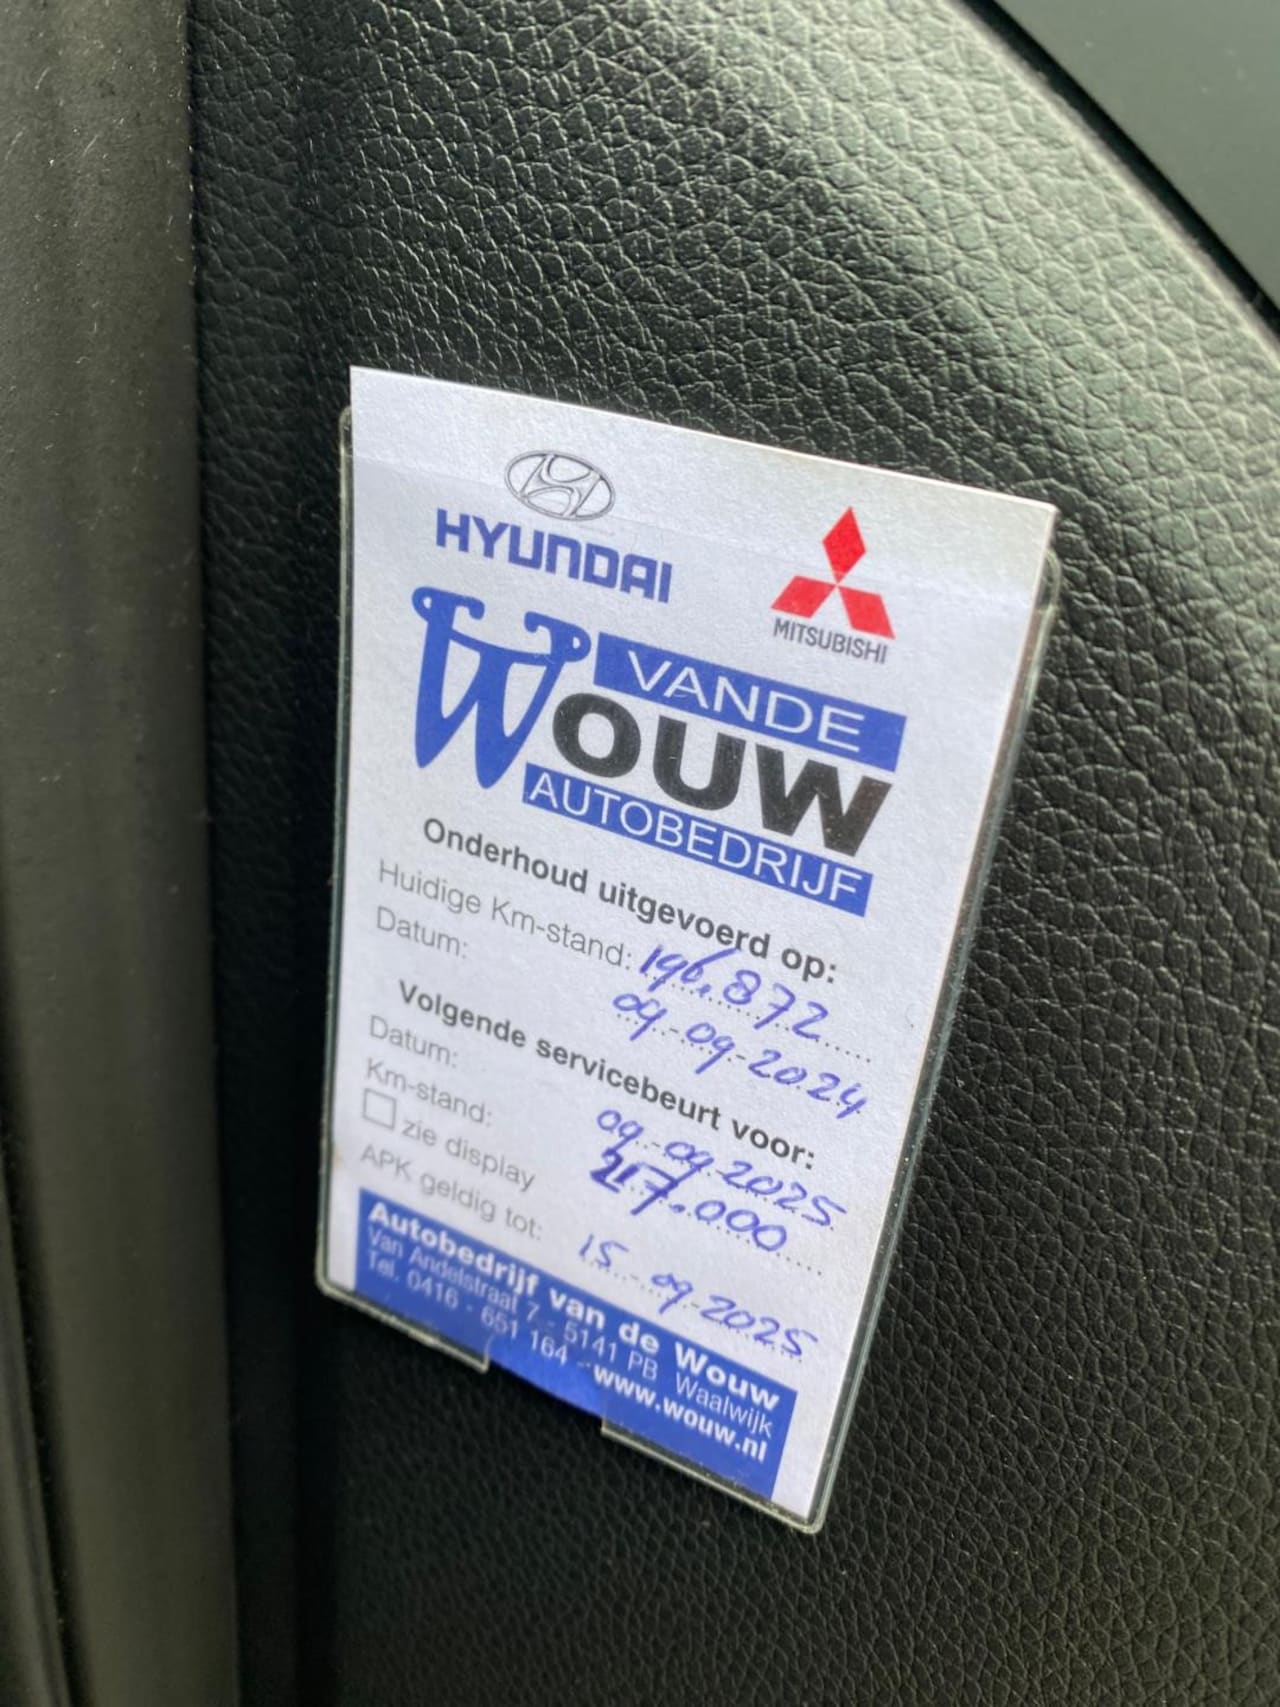 HYUNDAI
MITSUBISHI
VANDE
WOUW
AUTOBEDRIJF
Onderhoud uitgevoerd op:
Huidige Km-stand: 196.872
Datum: 09-09-2024
Volgende servicebeurt voor:
Datum: 09-09-2025
Km-stand: 217.000
zie display
APK geldig tot: 15-09-2025
Autobedrijf van de Wouw
Van Andelstraat 7 - 5141 PB Waalwijk
Tel. 0416 - 651 164 - www.wouw.nl